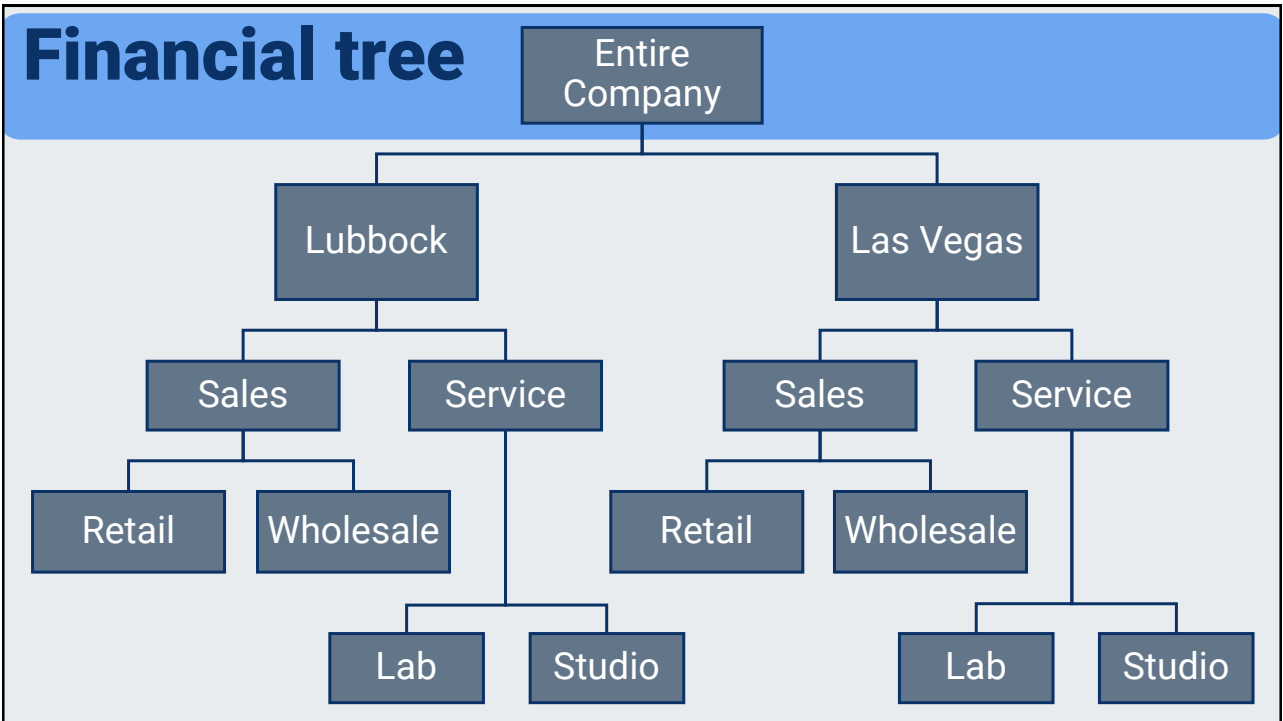 Financial tree
Entire
Company
Lubbock
Las Vegas
Sales
Service
Sales
Service
Retail
Wholesale
Retail
Wholesale
Lab
Studio
Lab
Studio